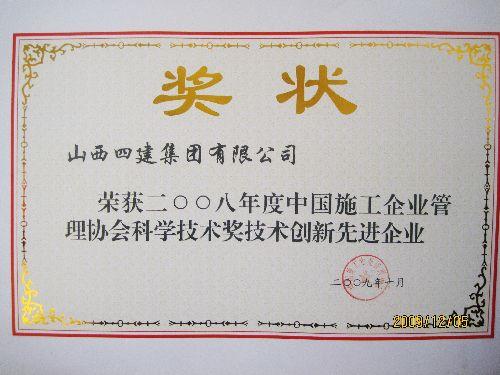 奖状
山西四建集团有限公司
荣获二〇〇八年度中国施工企业管
理协会科学技术奖技术创新先进企业
二〇〇九年十月
2009/12/05